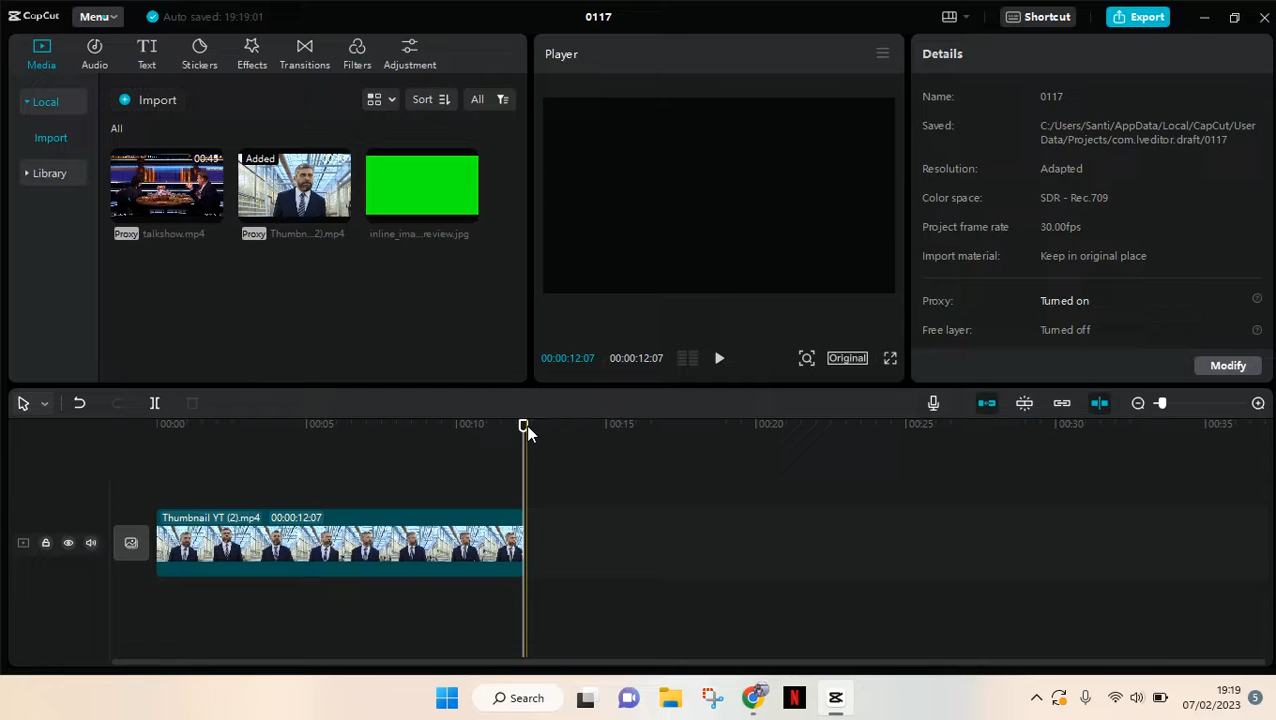 CapCut
Menu
Auto saved: 19:19:01
0117
Shortcut
Export
Media
Audio
Text
Stickers
Effects
Transitions
Filters
Adjustment
Local
Import
Library
Import
Sort
All
All
00:45
Proxy
talkshow.mp4
Added
Proxy
Thumbn...2).mp4
inline_ima...review.jpg
Player
00:00:12:07
00:00:12:07
Original
Details
Name: 0117
Saved: C:/Users/Santi/AppData/Local/CapCut/User
Data/Projects/com.lveditor.draft/0117
Resolution: Adapted
Color space: SDR - Rec.709
Project frame rate 30.00fps
Import material: Keep in original place
Proxy: Turned on
Free layer: Turned off
Modify
00:00
00:05
00:10
00:15
00:20
00:25
00:30
00:35
Thumbnail YT (2).mp4 00:00:12:07
Search
N
19:19
07/02/2023
5